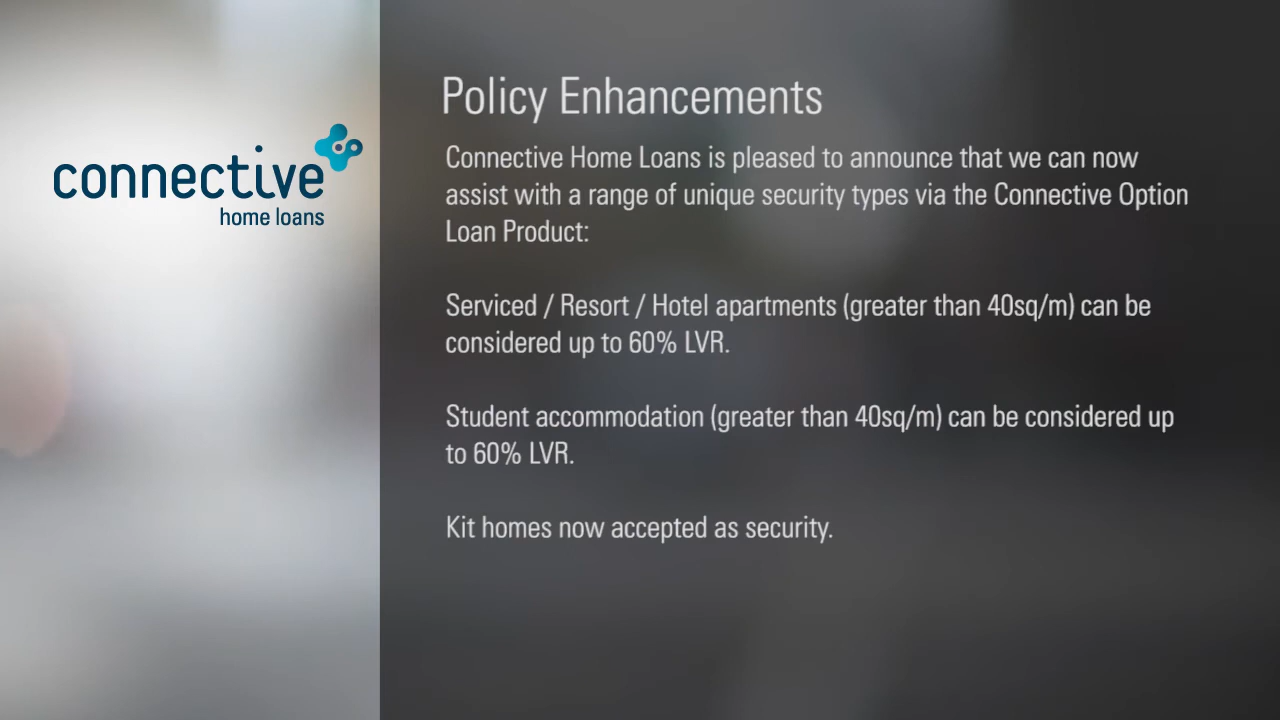 connective
home loans
Policy Enhancements
Connective Home Loans is pleased to announce that we can now
assist with a range of unique security types via the Connective Option
Loan Product:
Serviced / Resort / Hotel apartments (greater than 40sq/m) can be
considered up to 60% LVR.
Student accommodation (greater than 40sq/m) can be considered up
to 60% LVR.
Kit homes now accepted as security.